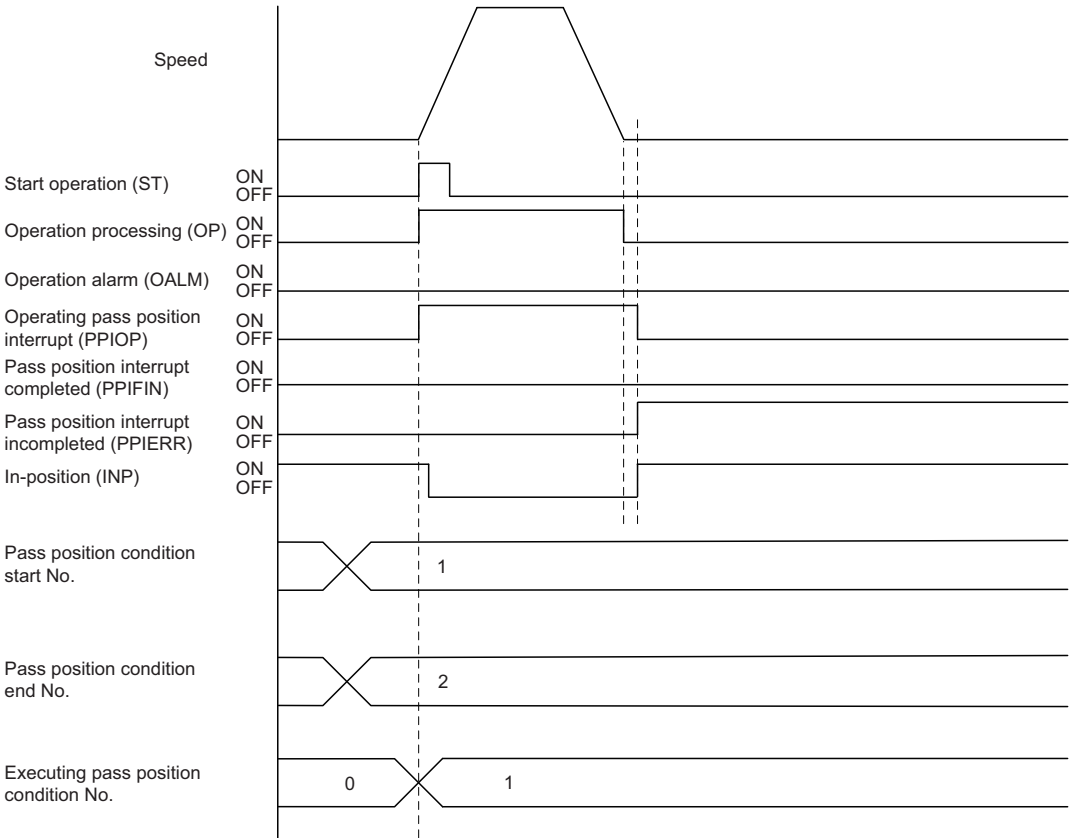 Speed
Start operation (ST)
ON
OFF
Operation processing (OP)
ON
OFF
Operation alarm (OALM)
ON
OFF
Operating pass position
interrupt (PPIOP)
ON
OFF
Pass position interrupt
completed (PPIFIN)
ON
OFF
Pass position interrupt
incompleted (PPIERR)
ON
OFF
In-position (INP)
ON
OFF
Pass position condition
start No.
1
Pass position condition
end No.
2
Executing pass position
condition No.
0
1